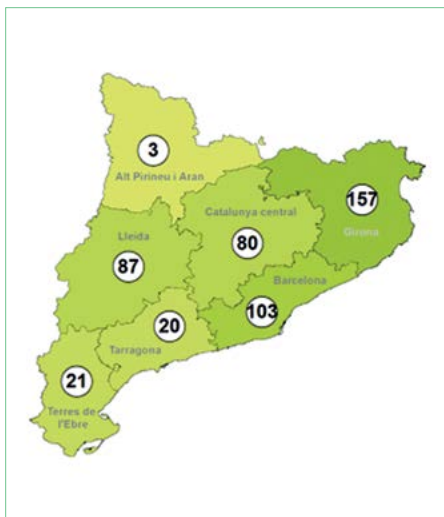 3
Alt Pirineu i Aran
157
Girona
Catalunya central
80
Lleida
87
Barcelona
103
20
Tarragona
21
Terres de
l'Ebre